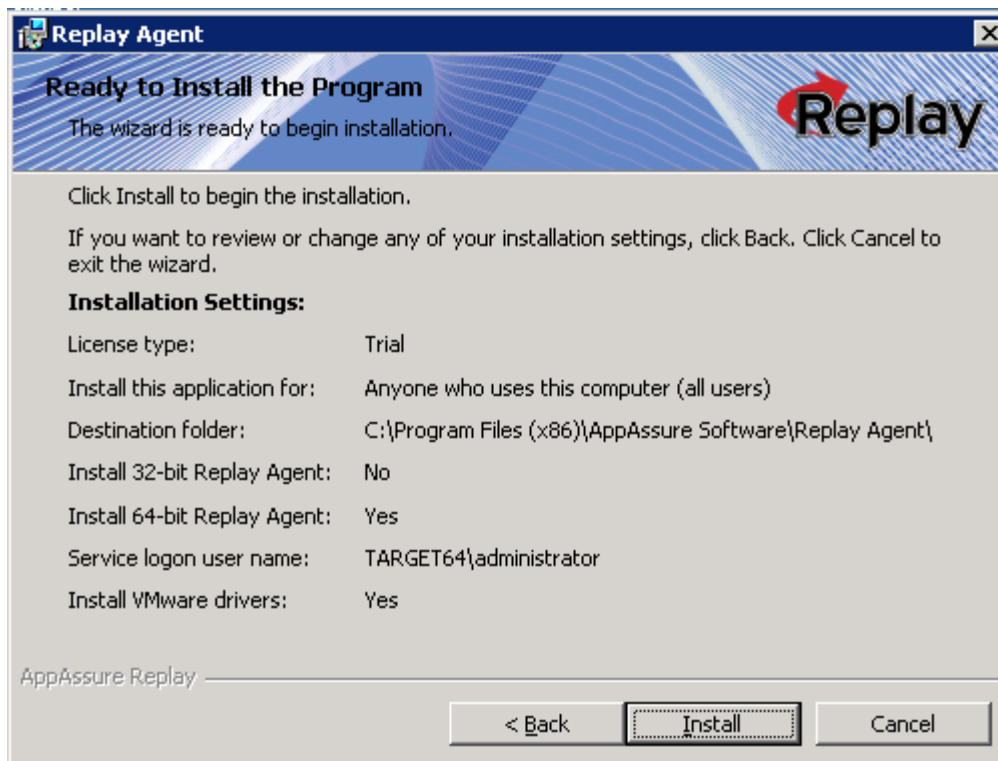 Replay Agent
Ready to Install the Program
The wizard is ready to begin installation.
Replay
Click Install to begin the installation.
If you want to review or change any of your installation settings, click Back. Click Cancel to
exit the wizard.
Installation Settings:
License type: Trial
Install this application for: Anyone who uses this computer (all users)
Destination folder: C:\Program Files (x86)\AppAssure Software\Replay Agent\
Install 32-bit Replay Agent: No
Install 64-bit Replay Agent: Yes
Service logon user name: TARGET64\administrator
Install VMware drivers: Yes
AppAssure Replay
< Back Install Cancel